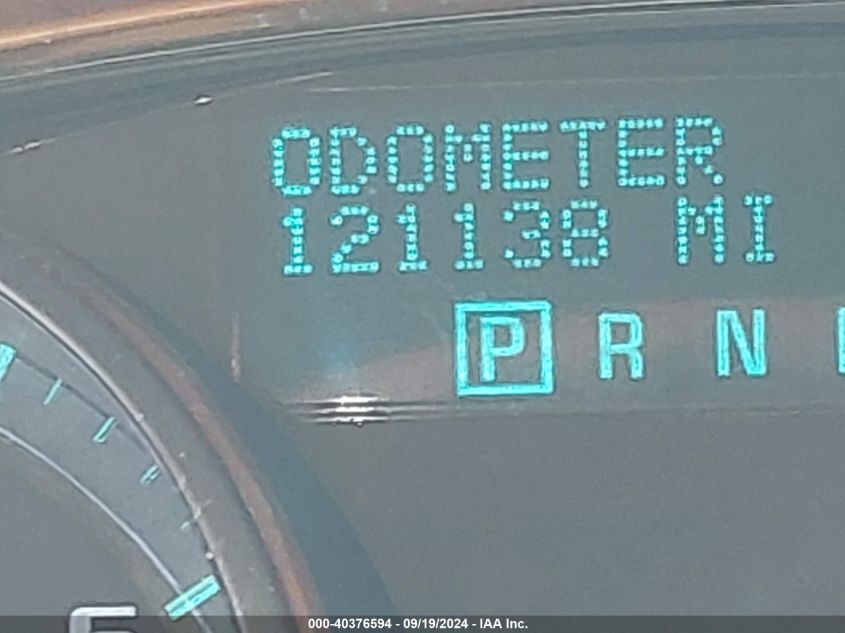 ODOMETER
121138 MI
P R N
000-40376594 - 09/19/2024 - IAA Inc.